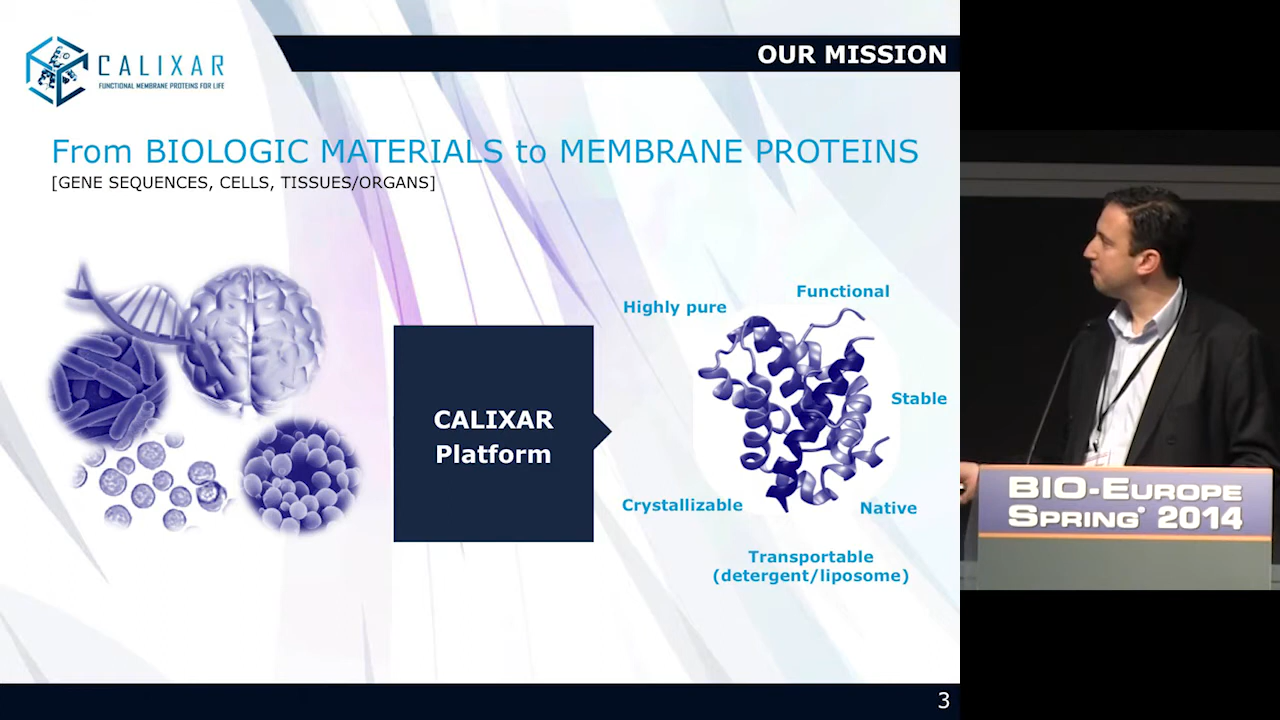 CALIXAR
FUNCTIONAL MEMBRANE PROTEINS FOR LIFE
OUR MISSION
From BIOLOGIC MATERIALS to MEMBRANE PROTEINS
[GENE SEQUENCES, CELLS, TISSUES/ORGANS]
Highly pure
Functional
Stable
CALIXAR
Platform
Crystallizable
Native
Transportable
(detergent/liposome)
3
BIO-EUROPE
SPRING® 2014